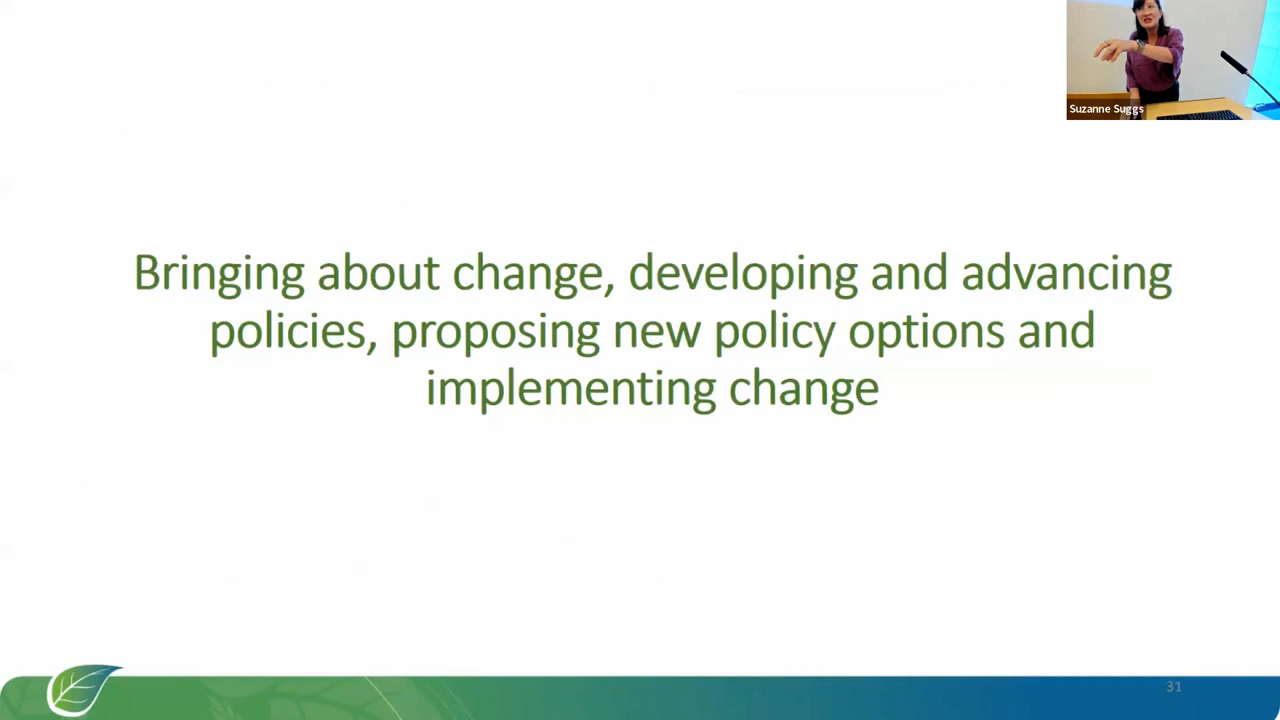 Suzanne Suggs
Bringing about change, developing and advancing
policies, proposing new policy options and
implementing change
31